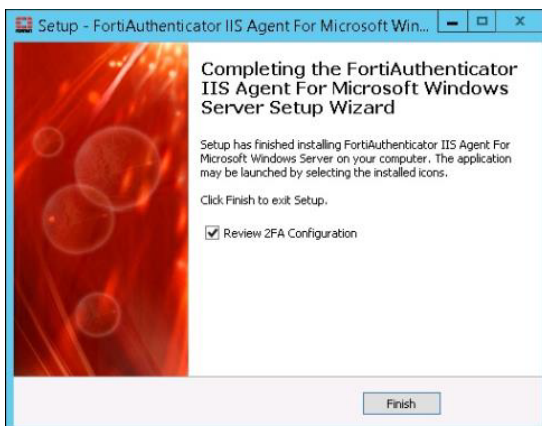 Setup - FortiAuthenticator IIS Agent For Microsoft Win...
Completing the FortiAuthenticator
IIS Agent For Microsoft Windows
Server Setup Wizard
Setup has finished installing FortiAuthenticator IIS Agent For
Microsoft Windows Server on your computer. The application
may be launched by selecting the installed icons.
Click Finish to exit Setup.
Review 2FA Configuration
Finish